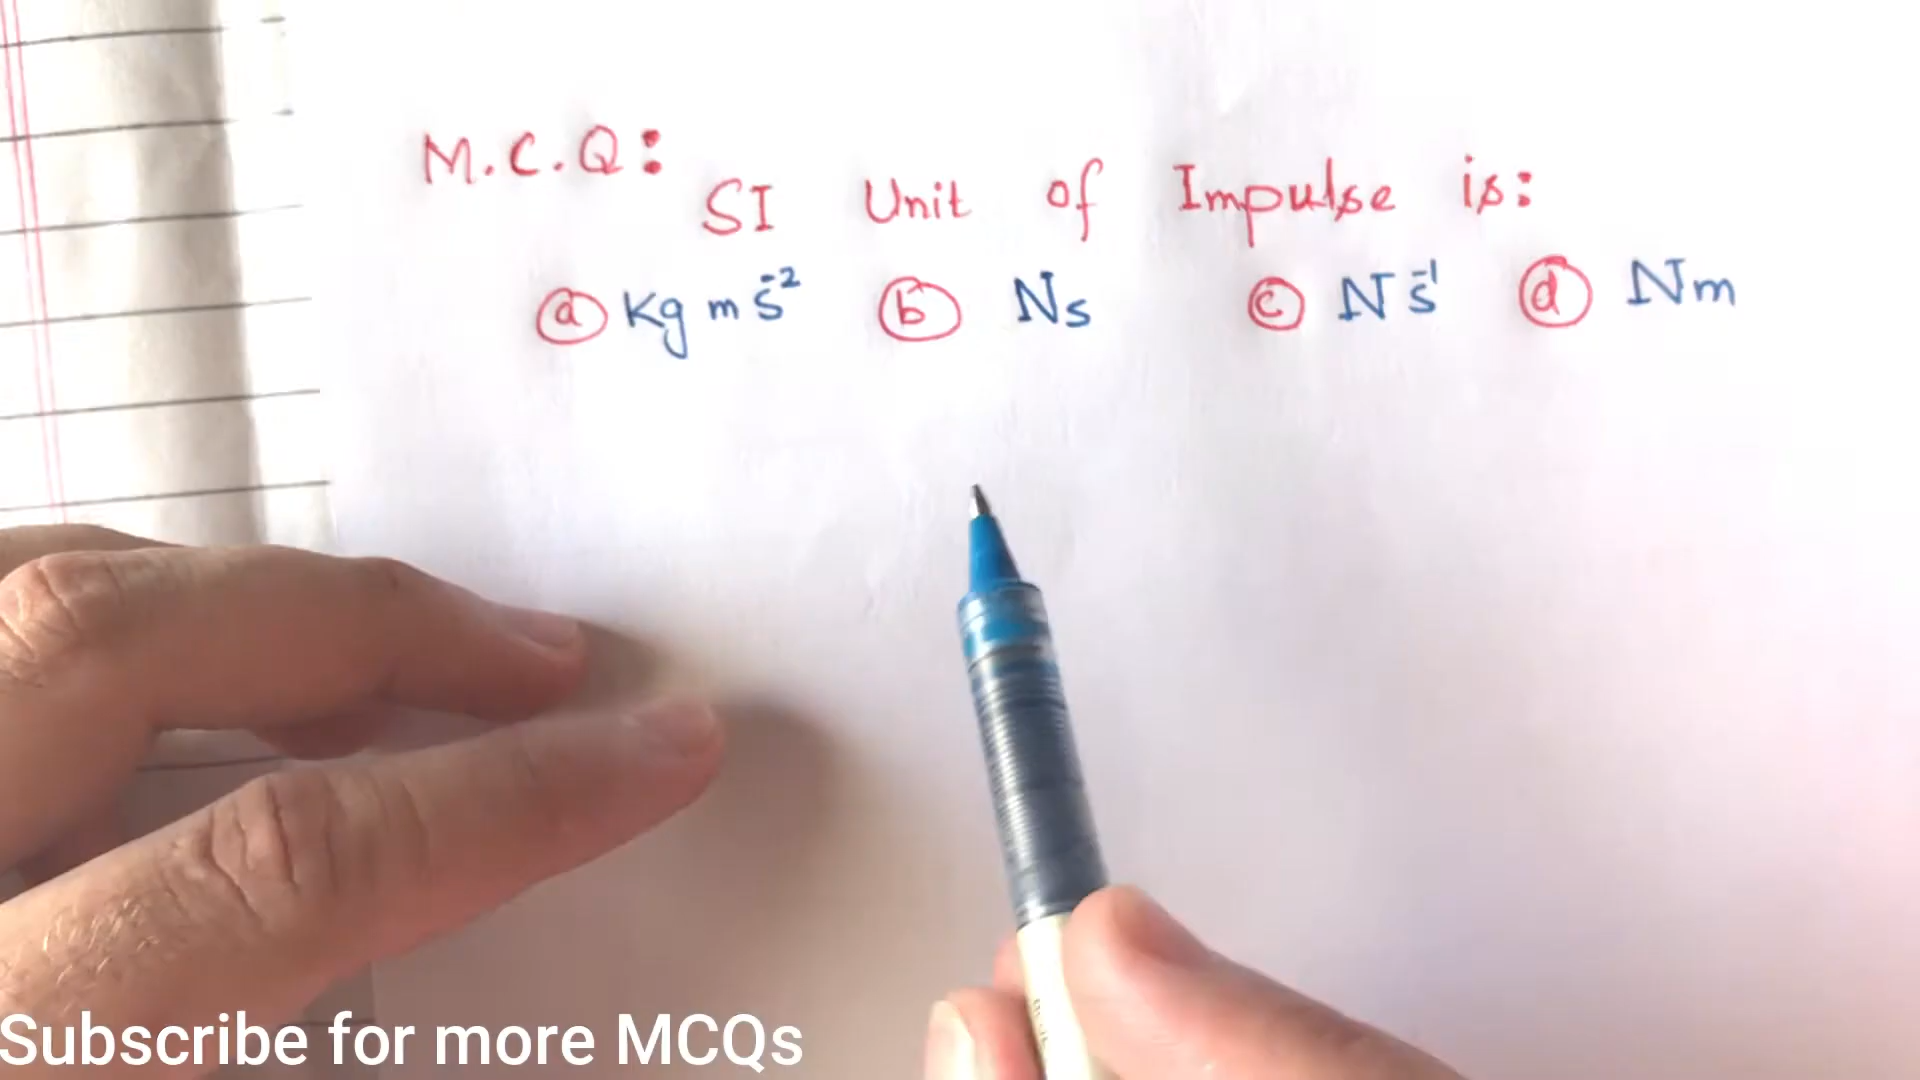 M.C.Q:
SI Unit of Impulse is:
ⓐ Kg m s⁻² ⓑ Ns ⓒ N s⁻¹ ⓓ Nm
Subscribe for more MCQs